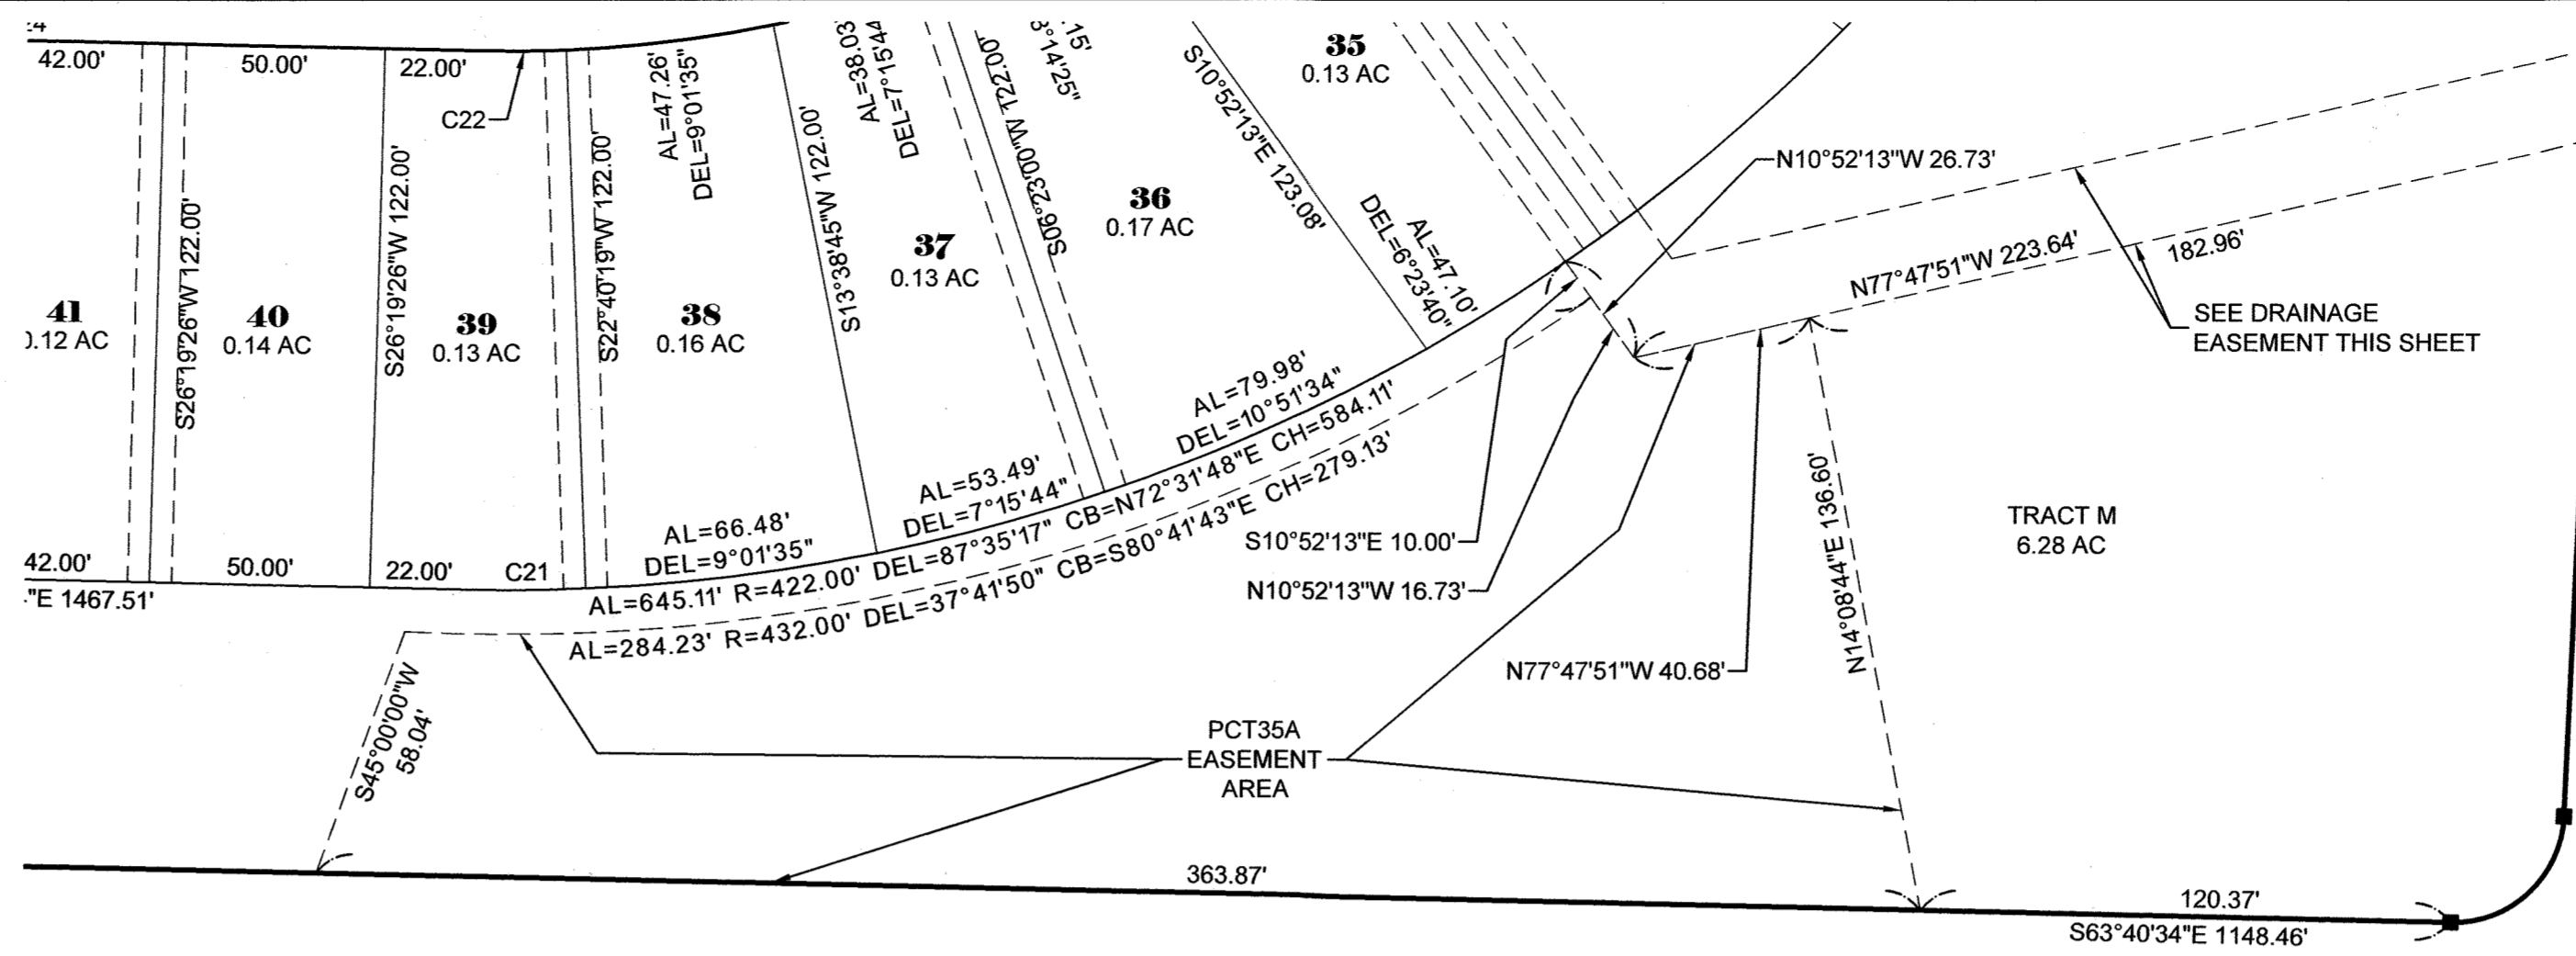 42.00'
50.00'
22.00'
C22
AL=47.26'
DEL=9°01'35"
AL=38.03'
DEL=7°15'44"
35
0.13 AC
S10°52'13"E 123.08'
N10°52'13"W 26.73'
S26°19'26"W 122.00'
S26°19'26"W 122.00'
S22°40'19"W 122.00'
S13°38'45"W 122.00'
S06°23'00"W 122.00'
41
0.12 AC
40
0.14 AC
39
0.13 AC
38
0.16 AC
37
0.13 AC
36
0.17 AC
AL=47.10'
DEL=6°23'40"
N77°47'51"W 223.64'
182.96'
SEE DRAINAGE
EASEMENT THIS SHEET
AL=79.98'
DEL=10°51'34"
AL=53.49'
DEL=7°15'44"
AL=66.48'
DEL=9°01'35"
42.00'
50.00'
22.00'
C21
"E 1467.51'
AL=645.11' R=422.00' DEL=87°35'17" CB=N72°31'48"E CH=584.11'
AL=284.23' R=432.00' DEL=37°41'50" CB=S80°41'43"E CH=279.13'
S10°52'13"E 10.00'
N10°52'13"W 16.73'
N77°47'51"W 40.68'
N14°08'44"E 136.60'
TRACT M
6.28 AC
S45°00'00"W
58.04'
PCT35A
EASEMENT
AREA
363.87'
120.37'
S63°40'34"E 1148.46'